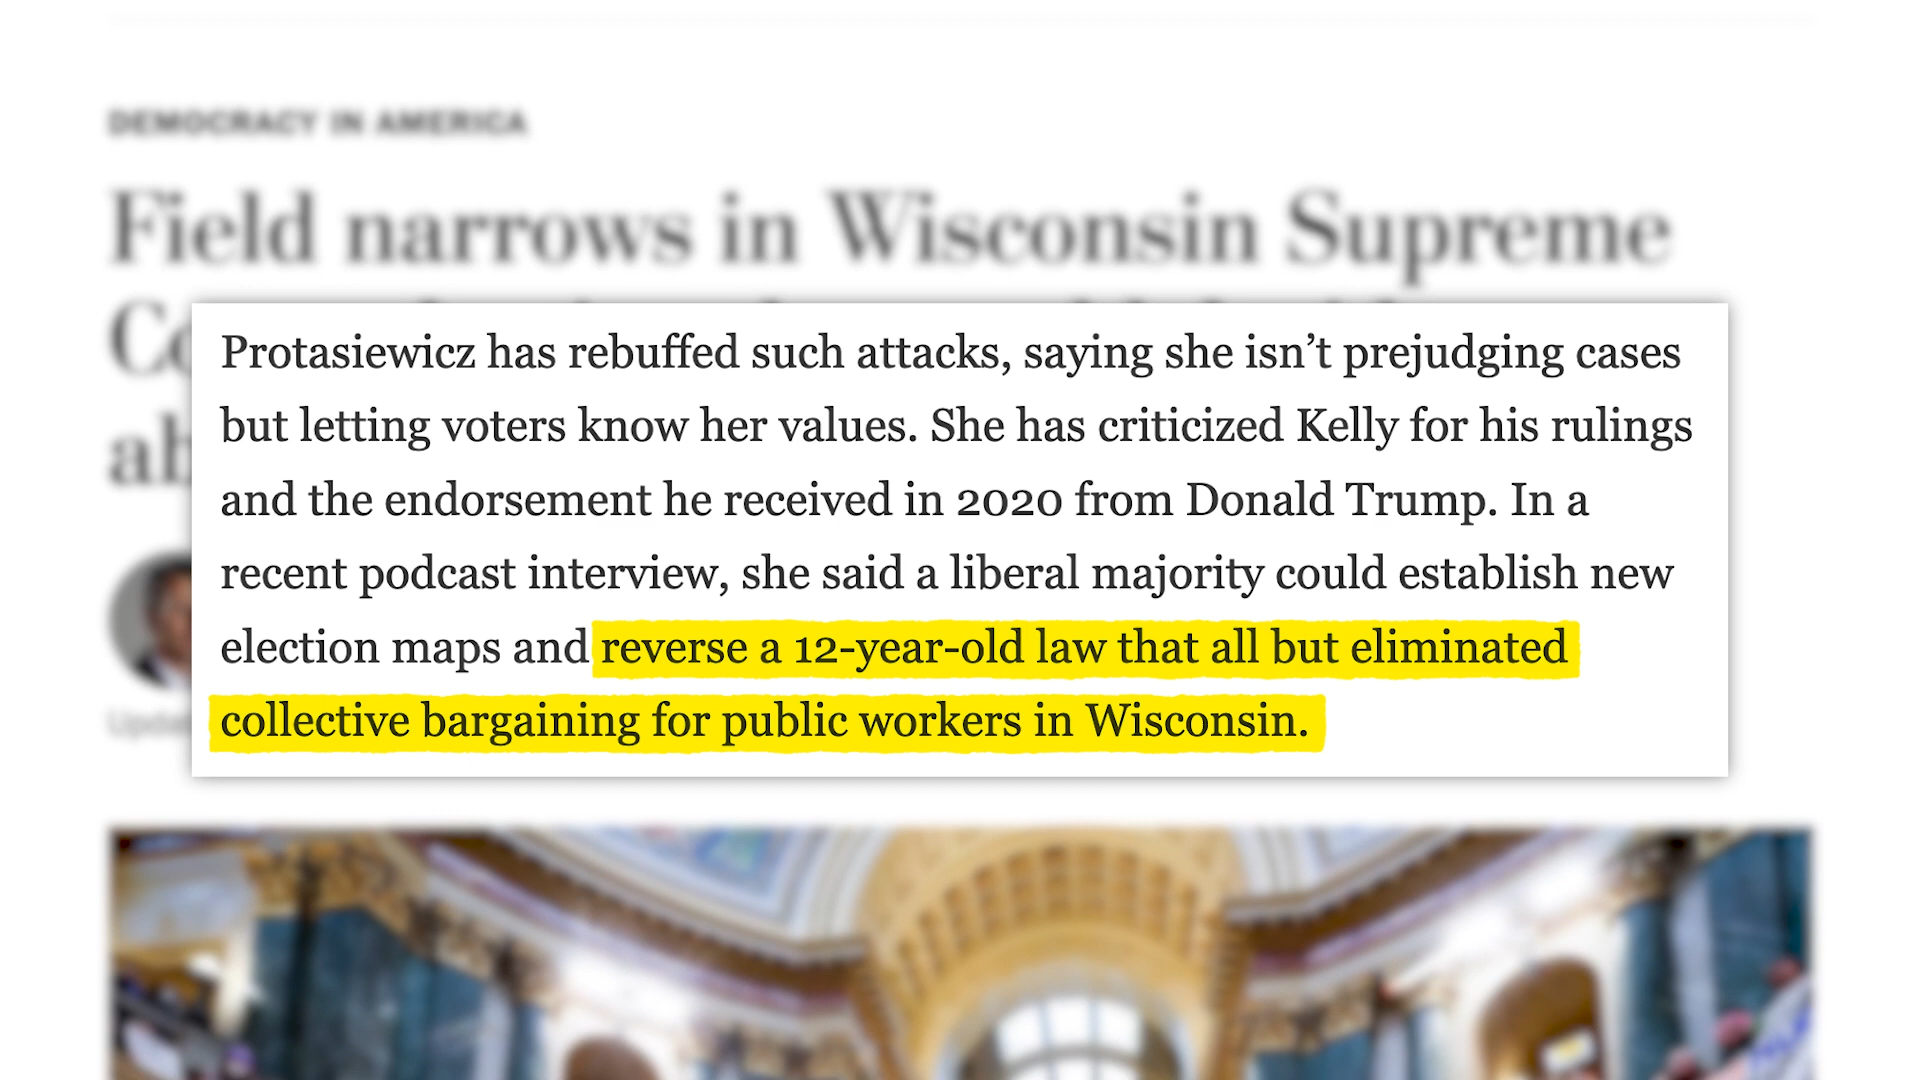 DEMOCRACY IN AMERICA
Field narrows in Wisconsin Supreme
Protasiewicz has rebuffed such attacks, saying she isn’t prejudging cases
but letting voters know her values. She has criticized Kelly for his rulings
and the endorsement he received in 2020 from Donald Trump. In a
recent podcast interview, she said a liberal majority could establish new
election maps and reverse a 12-year-old law that all but eliminated
collective bargaining for public workers in Wisconsin.